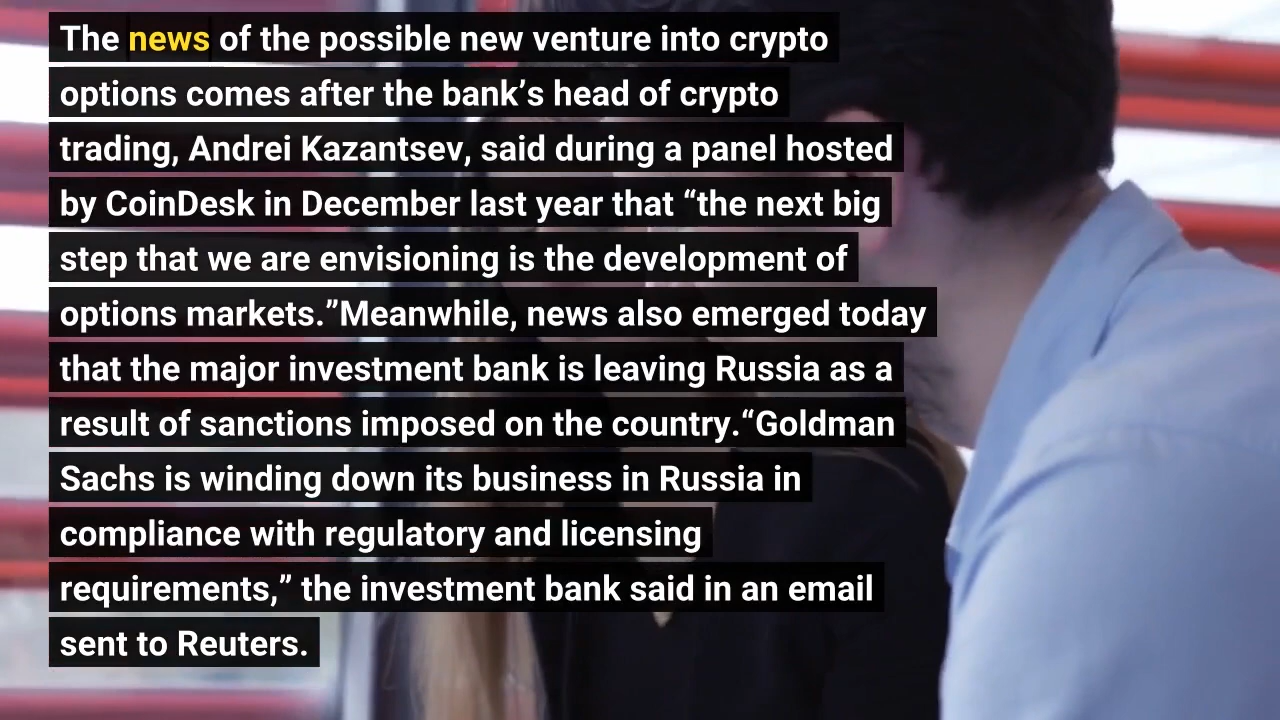 The news of the possible new venture into crypto
options comes after the bank’s head of crypto
trading, Andrei Kazantsev, said during a panel hosted
by CoinDesk in December last year that “the next big
step that we are envisioning is the development of
options markets.”Meanwhile, news also emerged today
that the major investment bank is leaving Russia as a
result of sanctions imposed on the country.“Goldman
Sachs is winding down its business in Russia in
compliance with regulatory and licensing
requirements,” the investment bank said in an email
sent to Reuters.